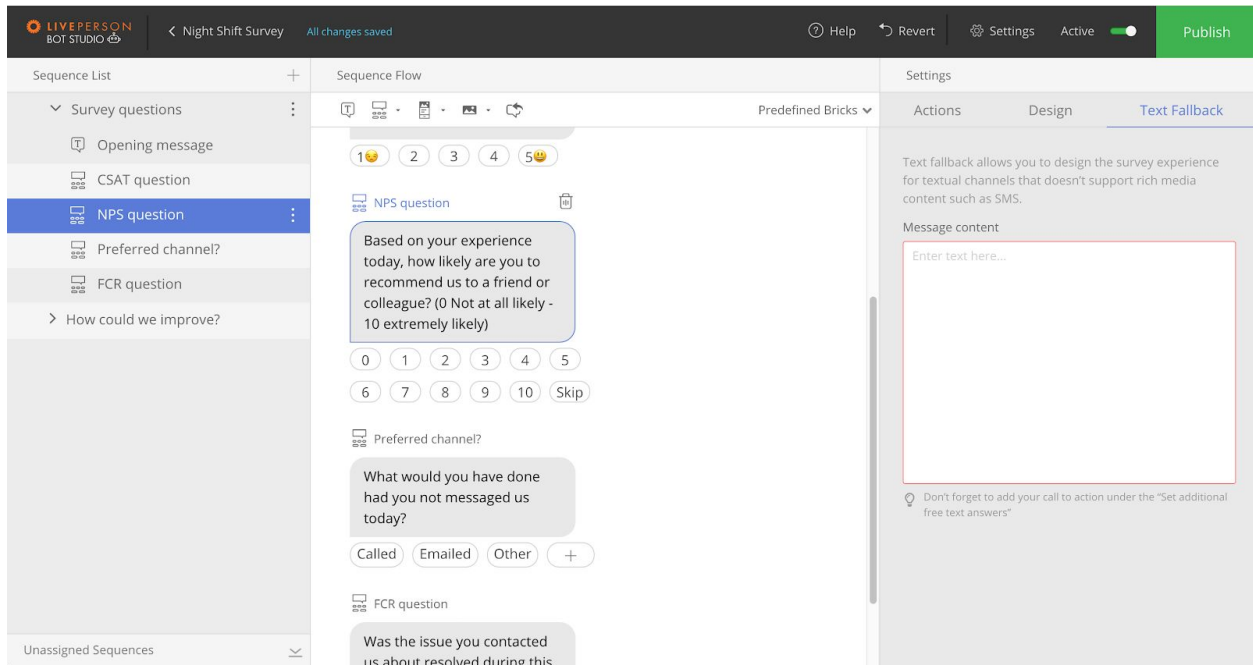 LIVEPERSON
BOT STUDIO
Night Shift Survey
All changes saved
Help
Revert
Settings
Active
Publish
Sequence List
Survey questions
Opening message
CSAT question
NPS question
Preferred channel?
FCR question
How could we improve?
Unassigned Sequences
Sequence Flow
Predefined Bricks
1😒 2 3 4 5😀
NPS question
Based on your experience
today, how likely are you to
recommend us to a friend or
colleague? (0 Not at all likely -
10 extremely likely)
0 1 2 3 4 5
6 7 8 9 10 Skip
Preferred channel?
What would you have done
had you not messaged us
today?
Called Emailed Other +
FCR question
Was the issue you contacted
us about resolved during this
Settings
Actions Design Text Fallback
Text fallback allows you to design the survey experience
for textual channels that doesn't support rich media
content such as SMS.
Message content
Enter text here...
Don't forget to add your call to action under the “Set additional
free text answers”